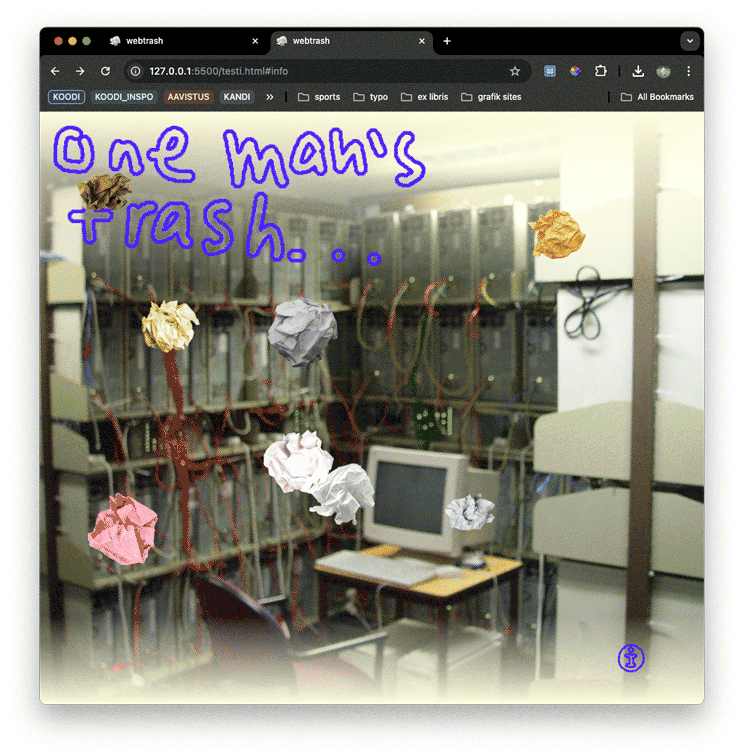 webtrash
webtrash
127.0.0.1:5500/testi.html#info
KOODI
KOODI_INSPO
AAVISTUS
KANDI
sports
typo
ex libris
grafik sites
All Bookmarks
One man's
trash...
i